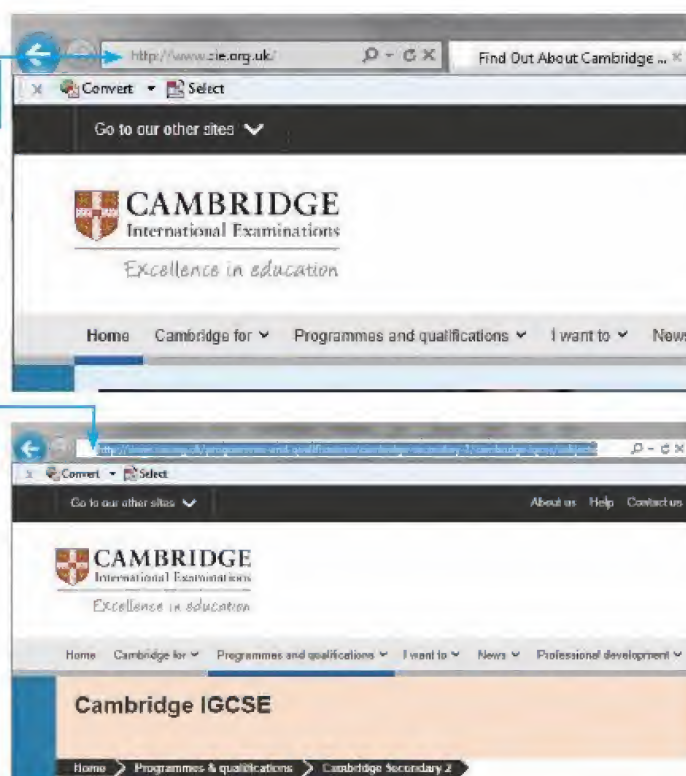 http://www.cie.org.uk/
Find Out About Cambridge ...
x Convert Select
Go to our other sites
CAMBRIDGE
International Examinations
Excellence in education
Home Cambridge for Programmes and qualifications I want to News
x Convert Select
Go to our other sites About us Help Contact us
CAMBRIDGE
International Examinations
Excellence in education
Home Cambridge for Programmes and qualifications I want to News Professional development
Cambridge IGCSE
Home Programmes & qualifications Cambridge Secondary 2